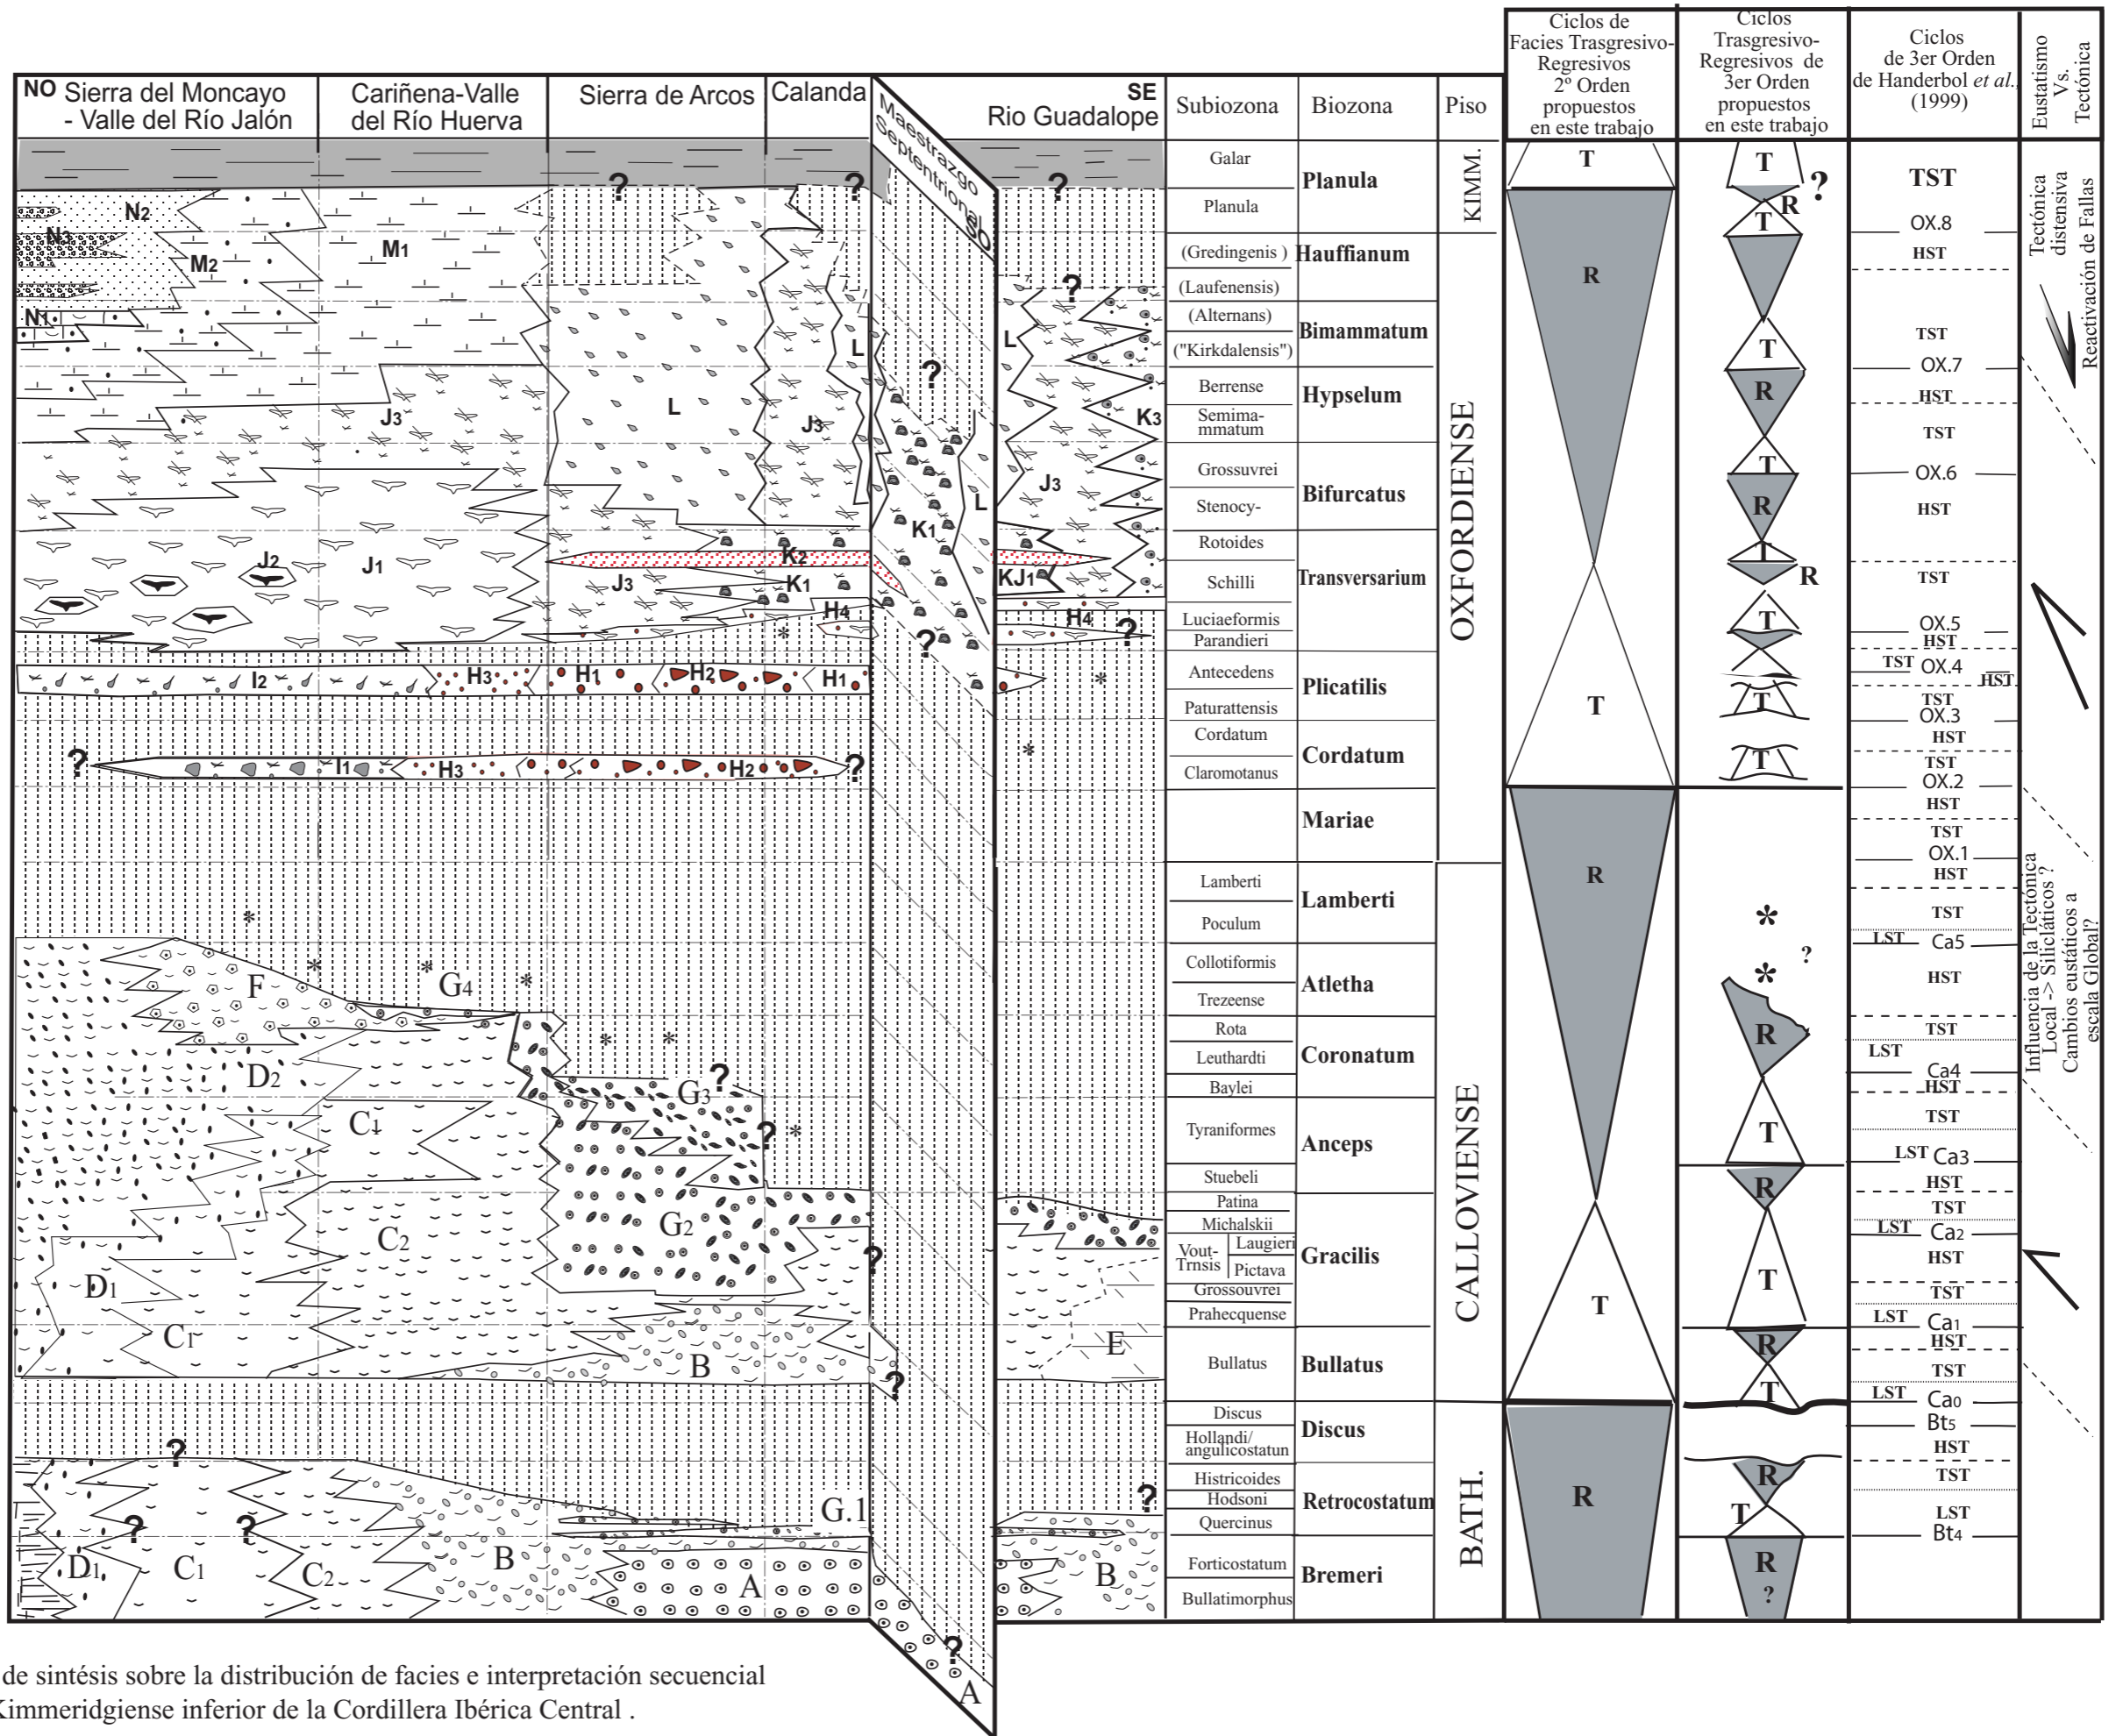 NO Sierra del Moncayo
- Valle del Río Jalón
Cariñena-Valle
del Río Huerva
Sierra de Arcos
Calanda
Maestrazgo
Septentrional
SO
SE
Rio Guadalope
Subiozona
Biozona
Piso
Ciclos de
Facies Trasgresivo-
Regresivos
2º Orden
propuestos
en este trabajo
Ciclos
Trasgresivo-
Regresivos de
3er Orden
propuestos
en este trabajo
Ciclos
de 3er Orden
de Handerbol et al.,
(1999)
Eustatismo
Vs.
Tectónica
N2
N3
M2
M1
N1
J3
L
J3
L
?
?
?
?
?
L
K3
J3
K1
L
J2
J1
K2
J3
K1
H4
KJ1
H4
?
?
*
I2
H3
H1
H2
H1
*
?
I1
H3
H2
?
*
*
*
*
*
F
G4
*
*
D2
G3
?
C1
?
*
C2
G2
?
D1
C1
B
E
?
?
?
?
?
G.1
D1
C1
C2
B
A
B
?
A
Galar
Planula
(Gredingenis )
(Laufenensis)
(Alternans)
("Kirkdalensis")
Berrense
Semima-
mmatum
Grossuvrei
Stenocy-
Rotoides
Schilli
Luciaeformis
Parandieri
Antecedens
Paturattensis
Cordatum
Claromotanus
Lamberti
Poculum
Collotiformis
Trezeense
Rota
Leuthardti
Baylei
Tyraniformes
Stuebeli
Patina
Michalskii
Vout-
Trnsis
Laugieri
Pictava
Grossouvrei
Prahecquense
Bullatus
Discus
Hollandi/
angulicostatun
Histricoides
Hodsoni
Quercinus
Forticostatum
Bullatimorphus
Planula
Hauffianum
Bimammatum
Hypselum
Bifurcatus
Transversarium
Plicatilis
Cordatum
Mariae
Lamberti
Atletha
Coronatum
Anceps
Gracilis
Bullatus
Discus
Retrocostatum
Bremeri
KIMM.
OXFORDIENSE
CALLOVIENSE
BATH.
T
R
T
R
T
R
T
?
R
T
T
R
T
R
T
R
T
T
T
*
?
*
R
T
R
T
R
T
R
T
R
?
TST
OX.8
HST
TST
OX.7
HST
TST
OX.6
HST
TST
OX.5
HST
TST OX.4
HST
TST
OX.3
HST
TST
OX.2
HST
TST
OX.1
HST
TST
LST Ca5
HST
TST
LST
Ca4
HST
TST
LST Ca3
HST
TST
LST Ca2
HST
TST
LST Ca1
HST
TST
LST Ca0
Bt5
HST
TST
LST
Bt4
Tectónica
distensiva
Reactivación de Fallas
Influencia de la Tectónica
Local -> Silicláticos ?
Cambios eustáticos a
escala Global?
de sintésis sobre la distribución de facies e interpretación secuencial
Kimmeridgiense inferior de la Cordillera Ibérica Central .